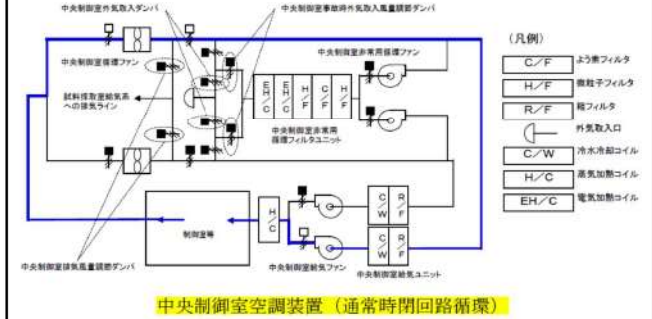 中央制御室外気取入ダンパ
中央制御室事故時外気取入風量調節ダンパ
中央制御室循環ファン
中央制御室非常用循環ファン
試料採取室給気系
への排気ライン
EH/C
EH/C
H/F
C/F
H/F
中央制御室非常用
循環フィルタユニット
制御室等
H/C
C/W
R/F
C/W
R/F
中央制御室排気風量調節ダンパ
中央制御室給気ファン
中央制御室給気ユニット
(凡例)
C/F よう素フィルタ
H/F 微粒子フィルタ
R/F 粗フィルタ
外気取入口
C/W 冷水冷却コイル
H/C 蒸気加熱コイル
EH/C 電気加熱コイル
中央制御室空調装置（通常時閉回路循環）